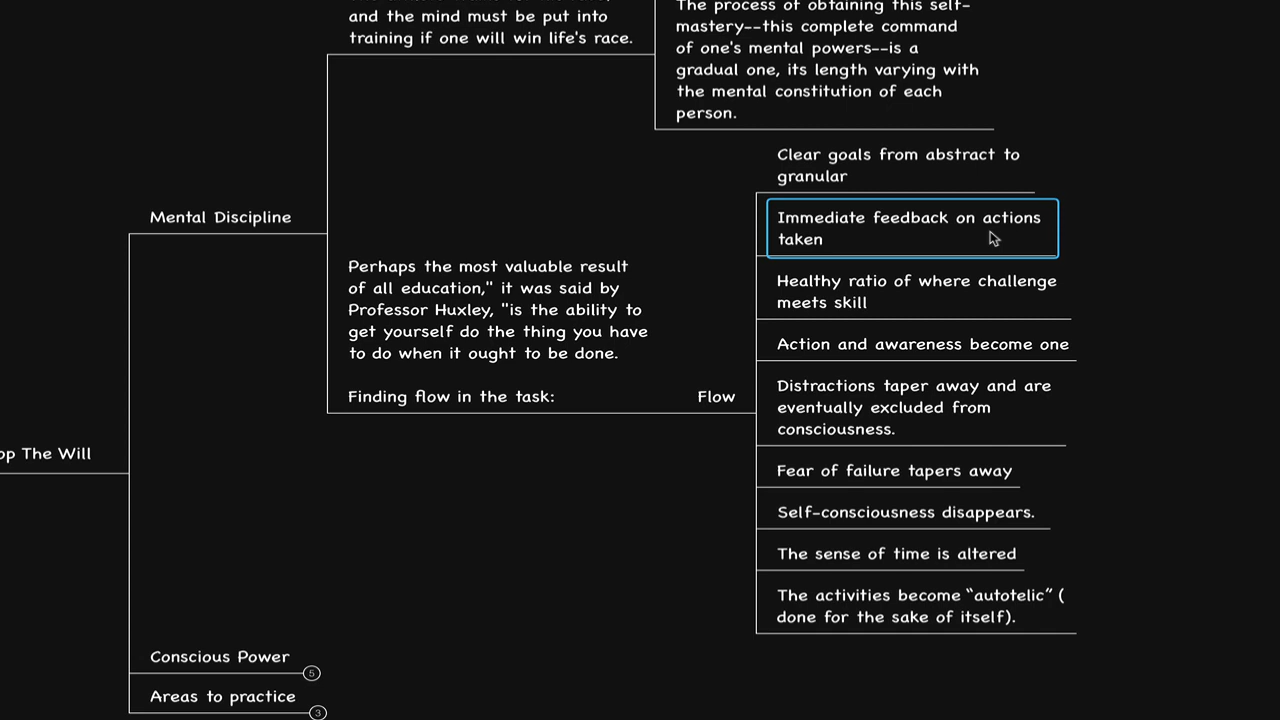 and the mind must be put into
training if one will win life's race.
The process of obtaining this self-
mastery--this complete command
of one's mental powers--is a
gradual one, its length varying with
the mental constitution of each
person.
Clear goals from abstract to
granular
Mental Discipline
Immediate feedback on actions
taken
Perhaps the most valuable result
of all education," it was said by
Professor Huxley, "is the ability to
get yourself do the thing you have
to do when it ought to be done.
Finding flow in the task:
Flow
Healthy ratio of where challenge
meets skill
Action and awareness become one
Distractions taper away and are
eventually excluded from
consciousness.
Fear of failure tapers away
Self-consciousness disappears.
The sense of time is altered
The activities become “autotelic” (
done for the sake of itself).
op The Will
Conscious Power
5
Areas to practice
3